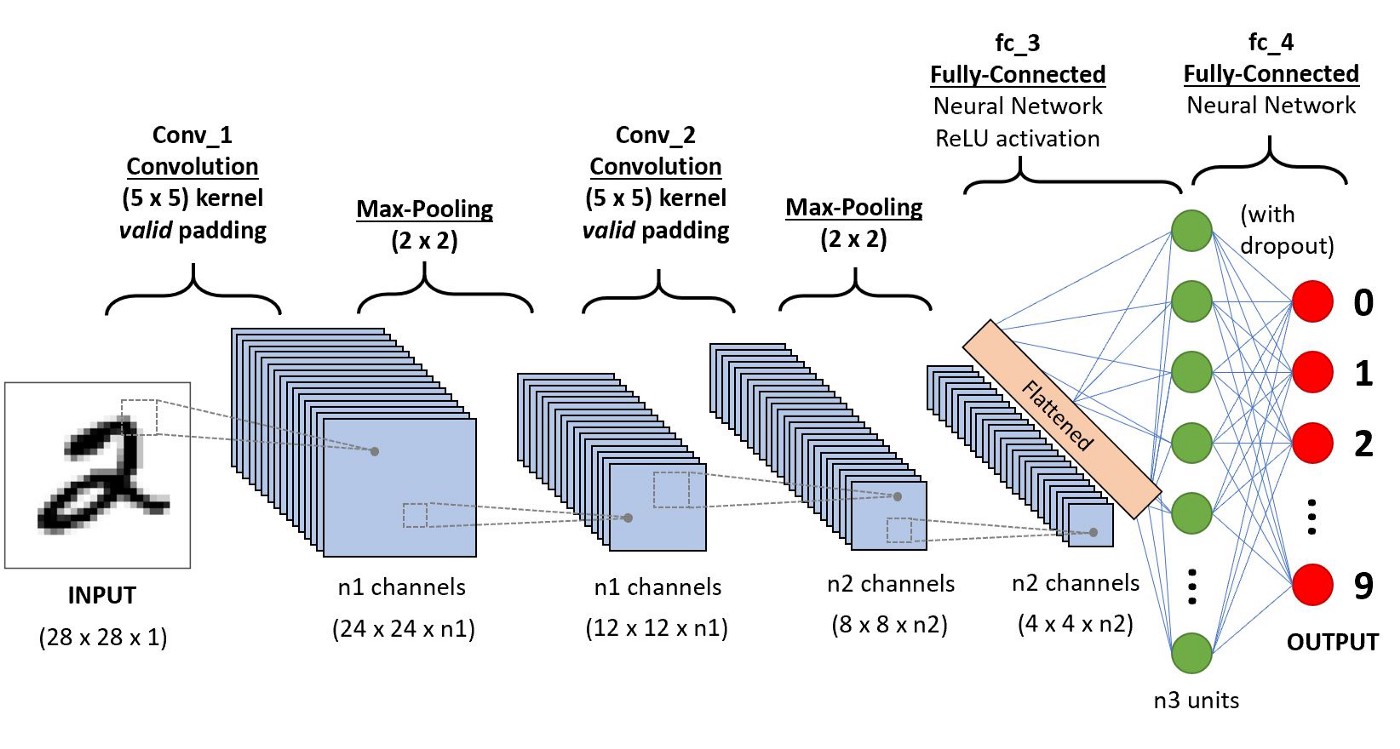 Conv_1
Convolution
(5 x 5) kernel
valid padding
Max-Pooling
(2 x 2)
Conv_2
Convolution
(5 x 5) kernel
valid padding
Max-Pooling
(2 x 2)
fc_3
Fully-Connected
Neural Network
ReLU activation
fc_4
Fully-Connected
Neural Network
(with
dropout)
2
INPUT
(28 x 28 x 1)
n1 channels
(24 x 24 x n1)
n1 channels
(12 x 12 x n1)
n2 channels
(8 x 8 x n2)
n2 channels
(4 x 4 x n2)
Flattened
n3 units
0
1
2
9
OUTPUT